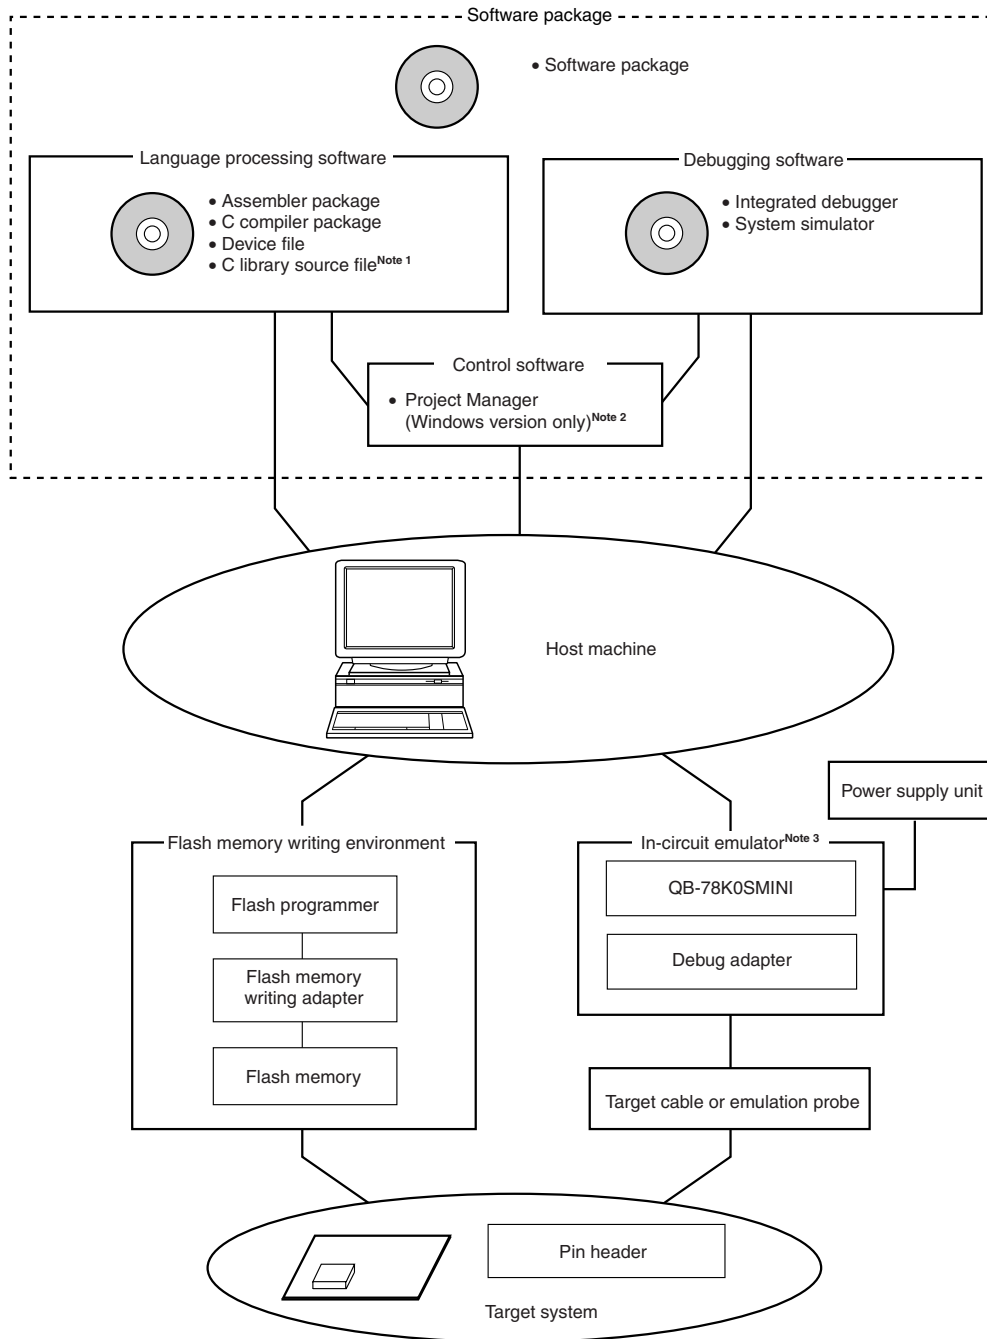 Software package
• Software package
Language processing software
• Assembler package
• C compiler package
• Device file
• C library source fileNote 1
Debugging software
• Integrated debugger
• System simulator
Control software
• Project Manager
(Windows version only)Note 2
Host machine
Power supply unit
Flash memory writing environment
Flash programmer
Flash memory
writing adapter
Flash memory
In-circuit emulatorNote 3
QB-78K0SMINI
Debug adapter
Target cable or emulation probe
Pin header
Target system